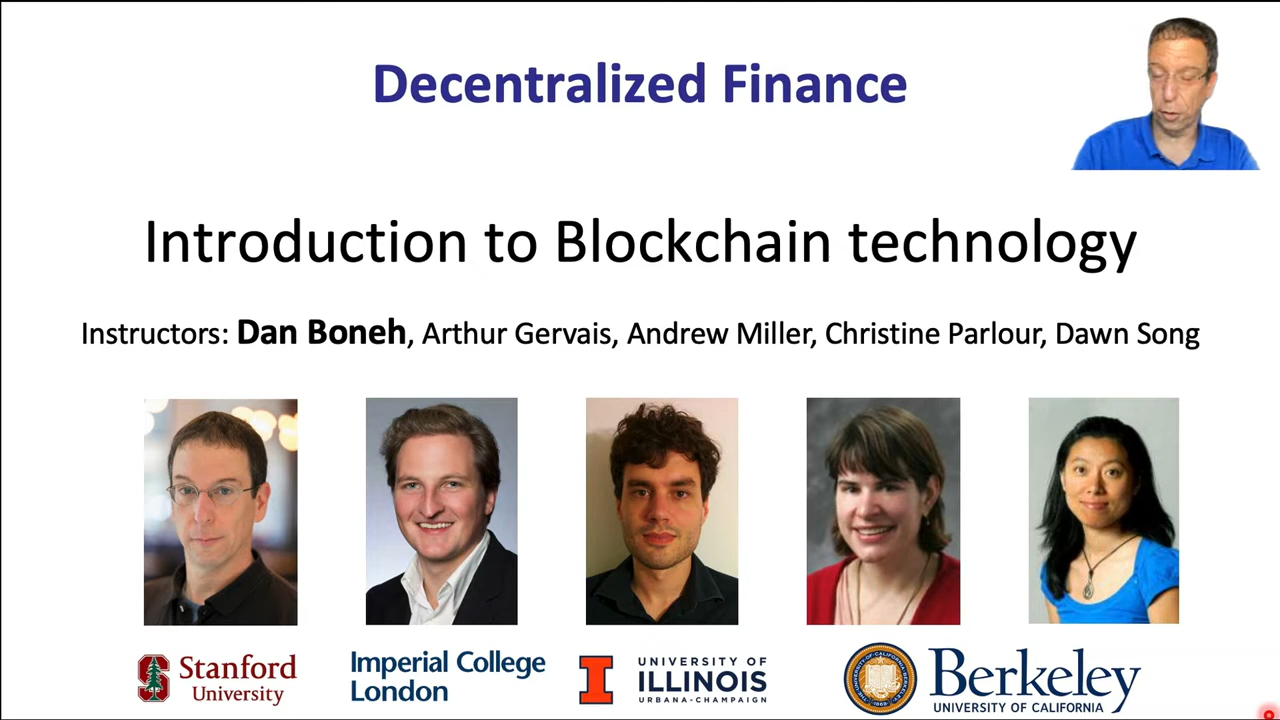 Decentralized Finance
Introduction to Blockchain technology
Instructors: Dan Boneh, Arthur Gervais, Andrew Miller, Christine Parlour, Dawn Song
Stanford
University
Imperial College
London
UNIVERSITY OF
ILLINOIS
URBANA-CHAMPAIGN
Berkeley
UNIVERSITY OF CALIFORNIA